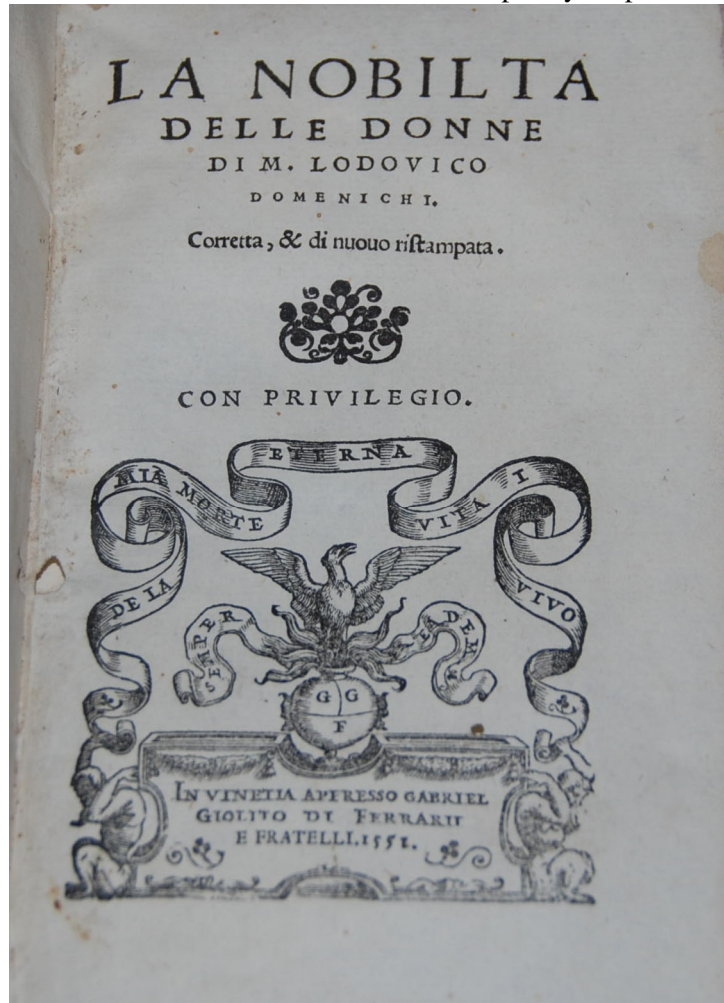 LA NOBILTA
DELLE DONNE
DI M. LODOVICO
DOMENICHI.
Corretta, & di nuouo riſtampata.
CON PRIVILEGIO.
DE LA MIA MORTE ETERNA VITA I VIVO
SEMPER EADEM
G G
F
IN VINETIA APPRESSO GABRIEL
GIOLITO DI FERRARII
E FRATELLI. 1551.